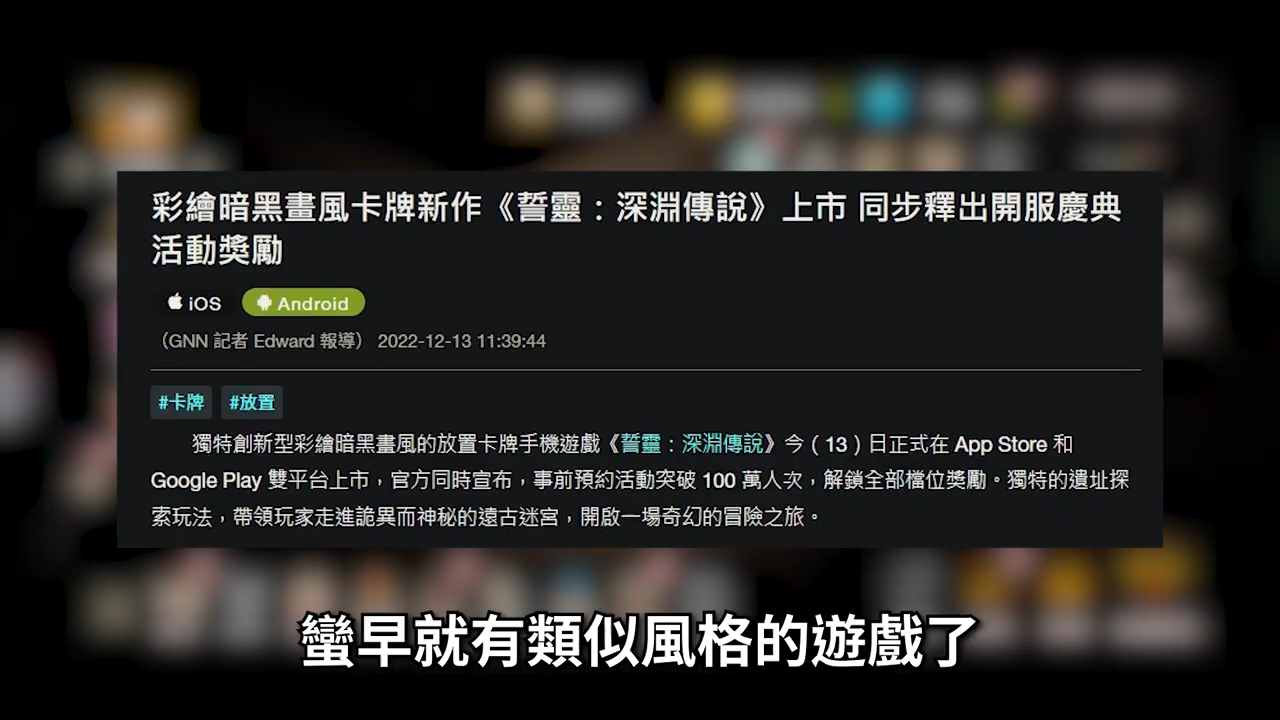 彩繪暗黑畫風卡牌新作《誓靈：深淵傳說》上市 同步釋出開服慶典
活動獎勵
iOS Android
（GNN 記者 Edward 報導） 2022-12-13 11:39:44
#卡牌 #放置
獨特創新型彩繪暗黑畫風的放置卡牌手機遊戲《誓靈：深淵傳說》今（13）日正式在 App Store 和
Google Play 雙平台上市，官方同時宣布，事前預約活動突破 100 萬人次，解鎖全部檔位獎勵。獨特的遺址探
索玩法，帶領玩家走進詭異而神秘的遠古迷宮，開啟一場奇幻的冒險之旅。
蠻早就有類似風格的遊戲了